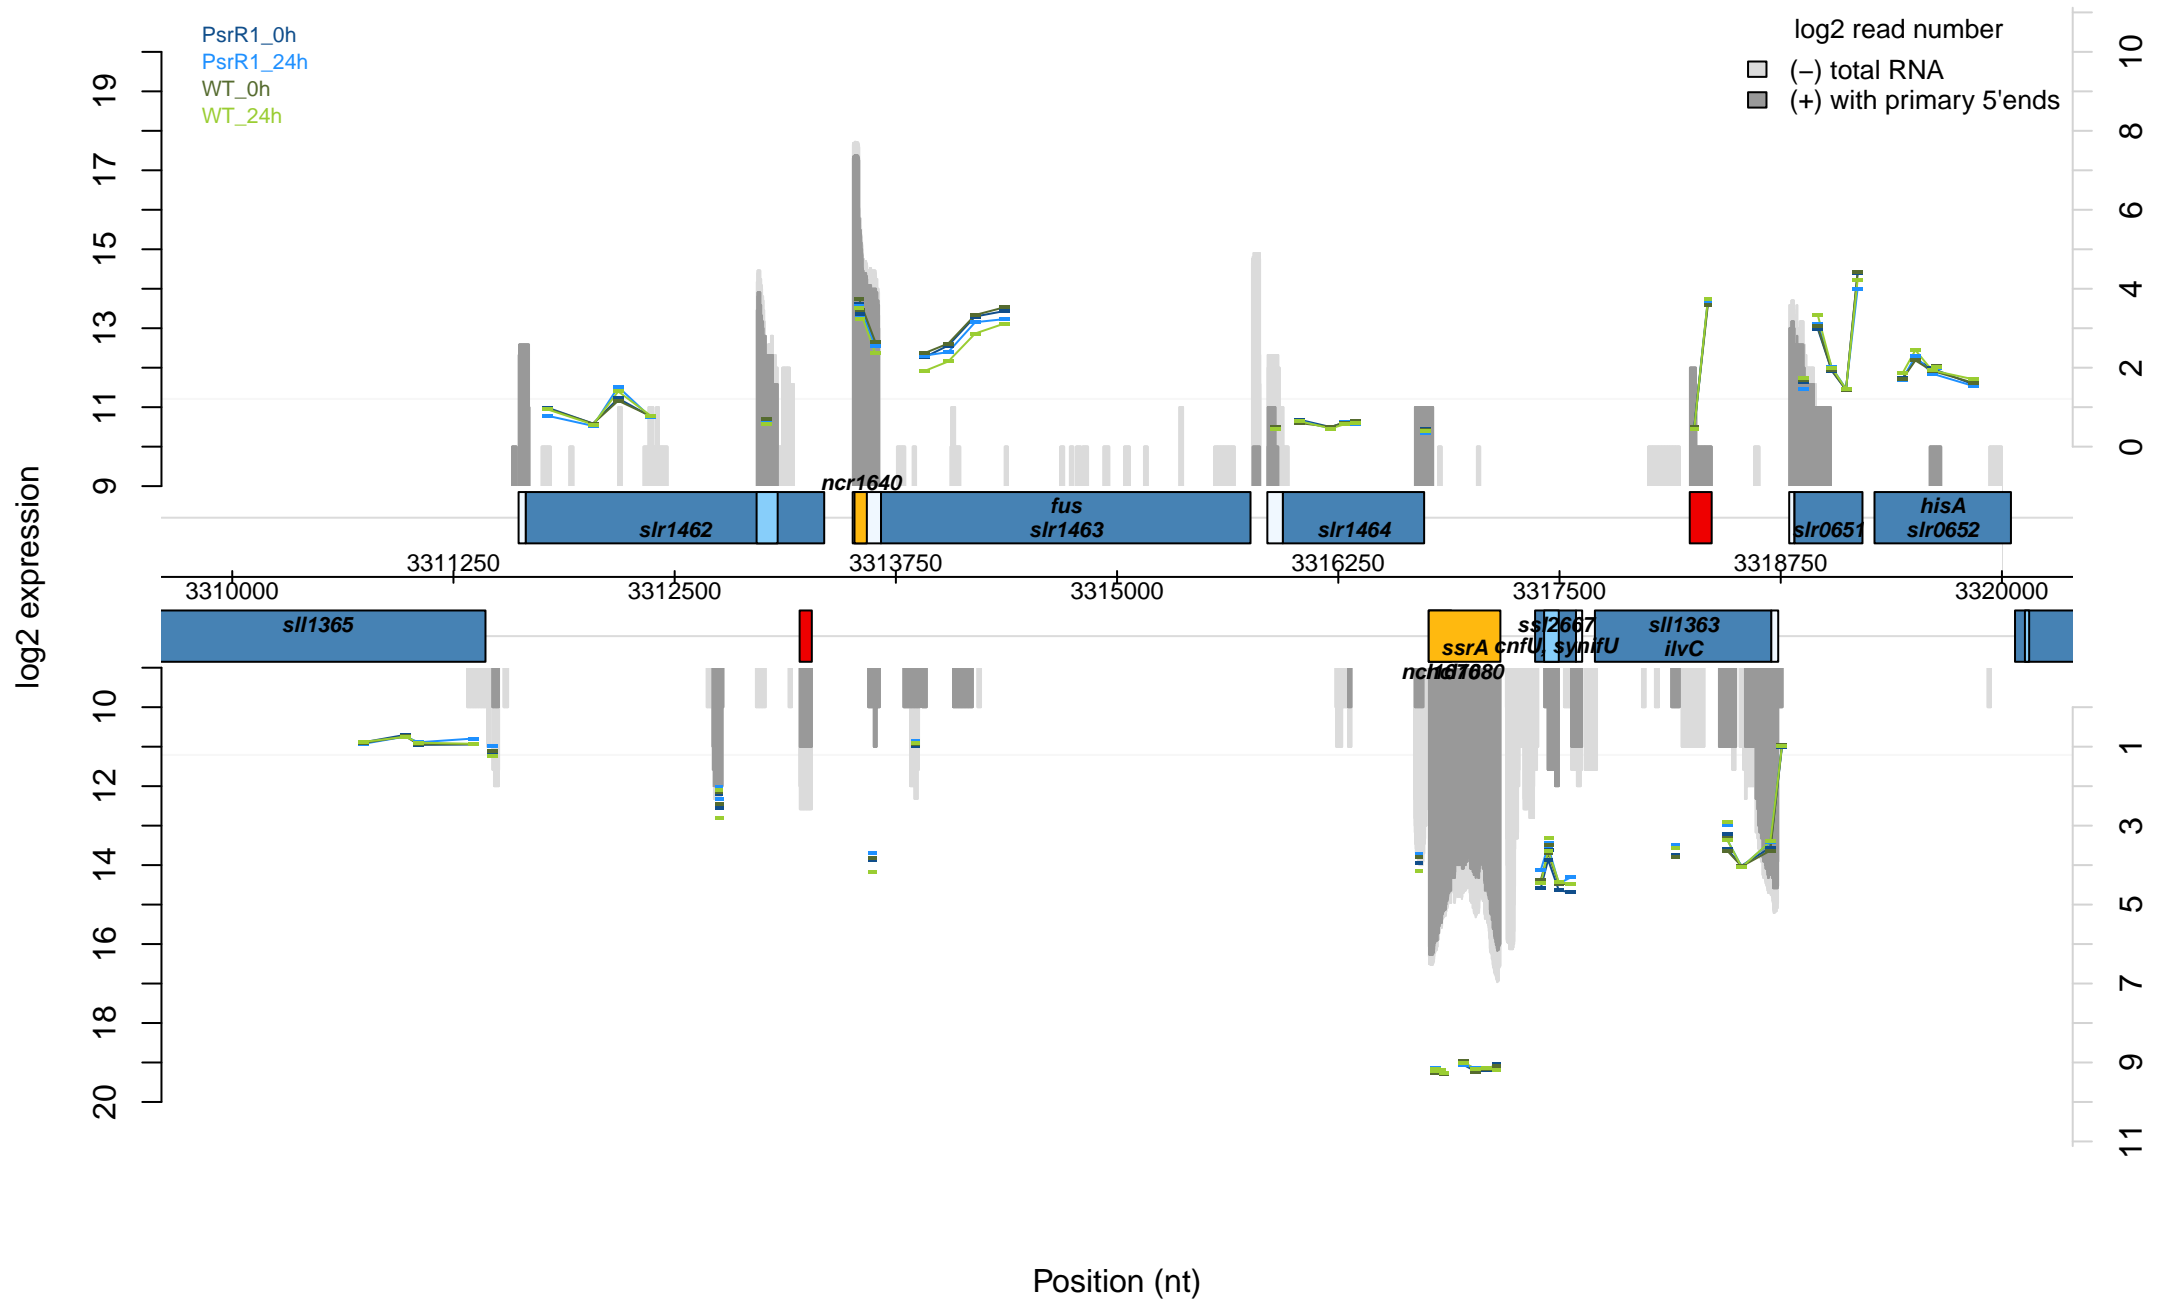 PsrR1_0h
PsrR1_24h
WT_0h
WT_24h
log2 read number
(−) total RNA
(+) with primary 5'ends
19
17
15
13
11
9
10
8
6
4
2
0
log2 expression
ncr1640
slr1462
fus
slr1463
slr1464
slr0651
hisA
slr0652
3311250
3313750
3316250
3318750
3310000
3312500
3315000
3317500
3320000
sll1365
ssrA
ssl2667
cnfU, synifU
sll1363
ilvC
10
12
14
16
18
20
1
3
5
7
9
11
Position (nt)